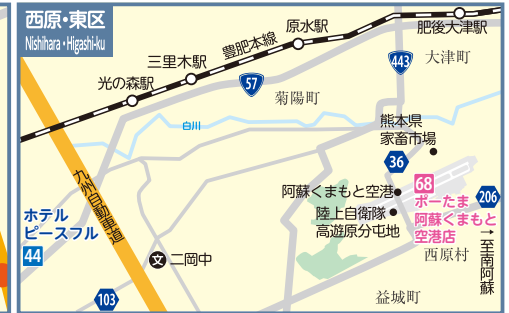 西原・東区
Nishihara・Higashi-ku
肥後大津駅
原水駅
豊肥本線
三里木駅
光の森駅
大津町
443
57
菊陽町
白川
熊本県
家畜市場
36
九州自動車道
阿蘇くまもと空港
68
ポーたま
阿蘇くまもと
空港店
206
陸上自衛隊
高遊原分屯地
ホテル
ピースフル
44
文
二岡中
西原村
→至南阿蘇
103
益城町